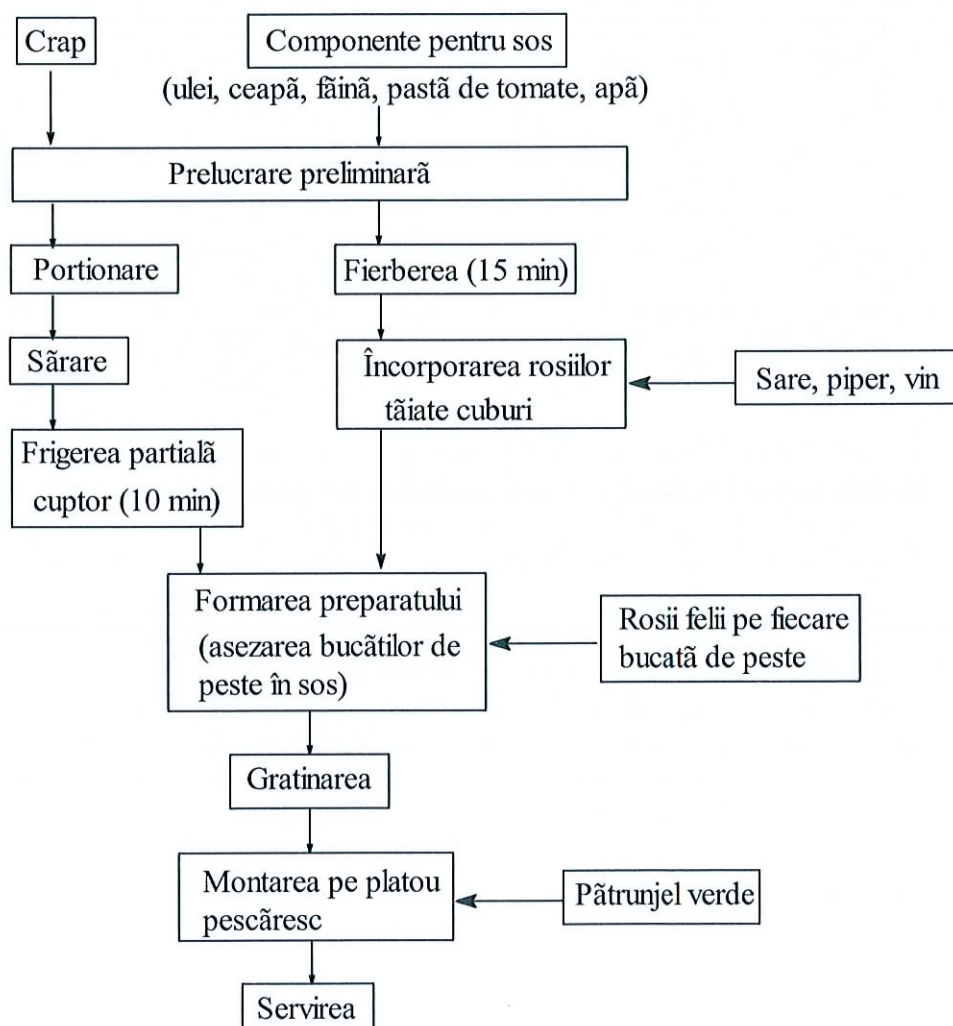 Crap
Componente pentru sos
(ulei, ceapã, fãinã, pastã de tomate, apã)
Prelucrare preliminarã
Portionare
Fierberea (15 min)
Sãrare
Încorporarea rosiilor
tãiate cuburi
Sare, piper, vin
Frigerea partialã
cuptor (10 min)
Formarea preparatului
(asezarea bucãtilor de
peste în sos)
Rosii felii pe fiecare
bucatã de peste
Gratinarea
Montarea pe platou
pescãresc
Pãtrunjel verde
Servirea